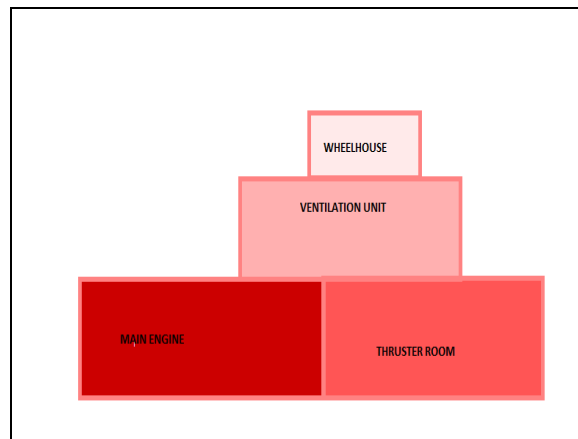 WHEELHOUSE
VENTILATION UNIT
MAIN ENGINE
THRUSTER ROOM